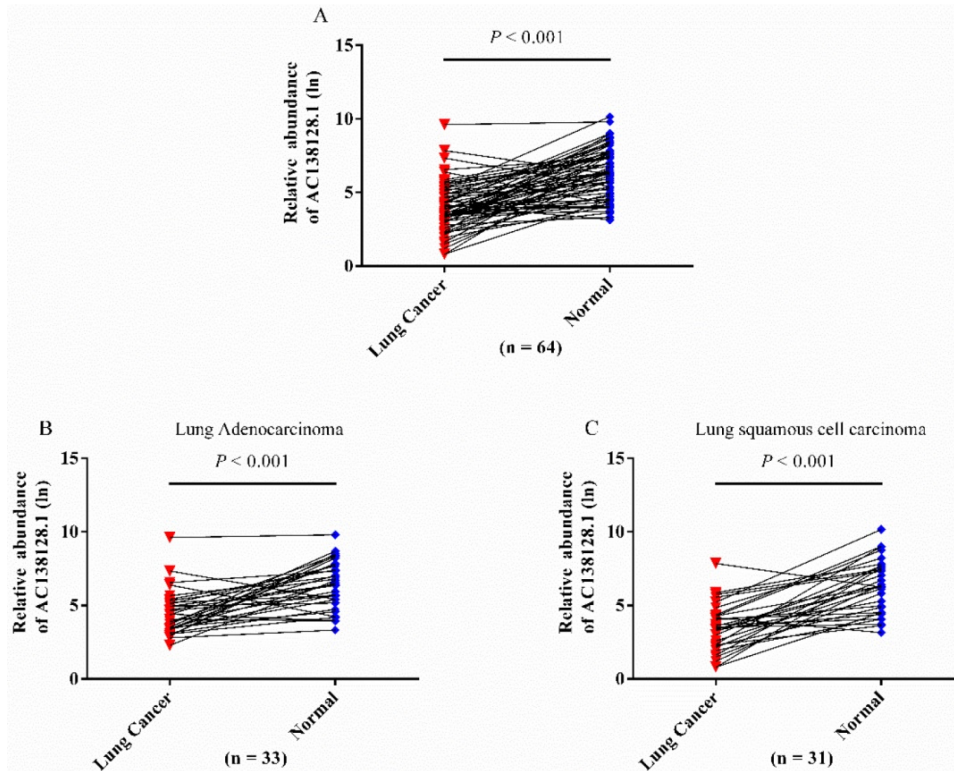 A
P < 0.001
Relative abundance
of AC138128.1 (ln)
15
10
5
0
Lung Cancer
Normal
(n = 64)
B
Lung Adenocarcinoma
P < 0.001
Relative abundance
of AC138128.1 (ln)
15
10
5
0
Lung Cancer
Normal
(n = 33)
C
Lung squamous cell carcinoma
P < 0.001
Relative abundance
of AC138128.1 (ln)
15
10
5
0
Lung Cancer
Normal
(n = 31)